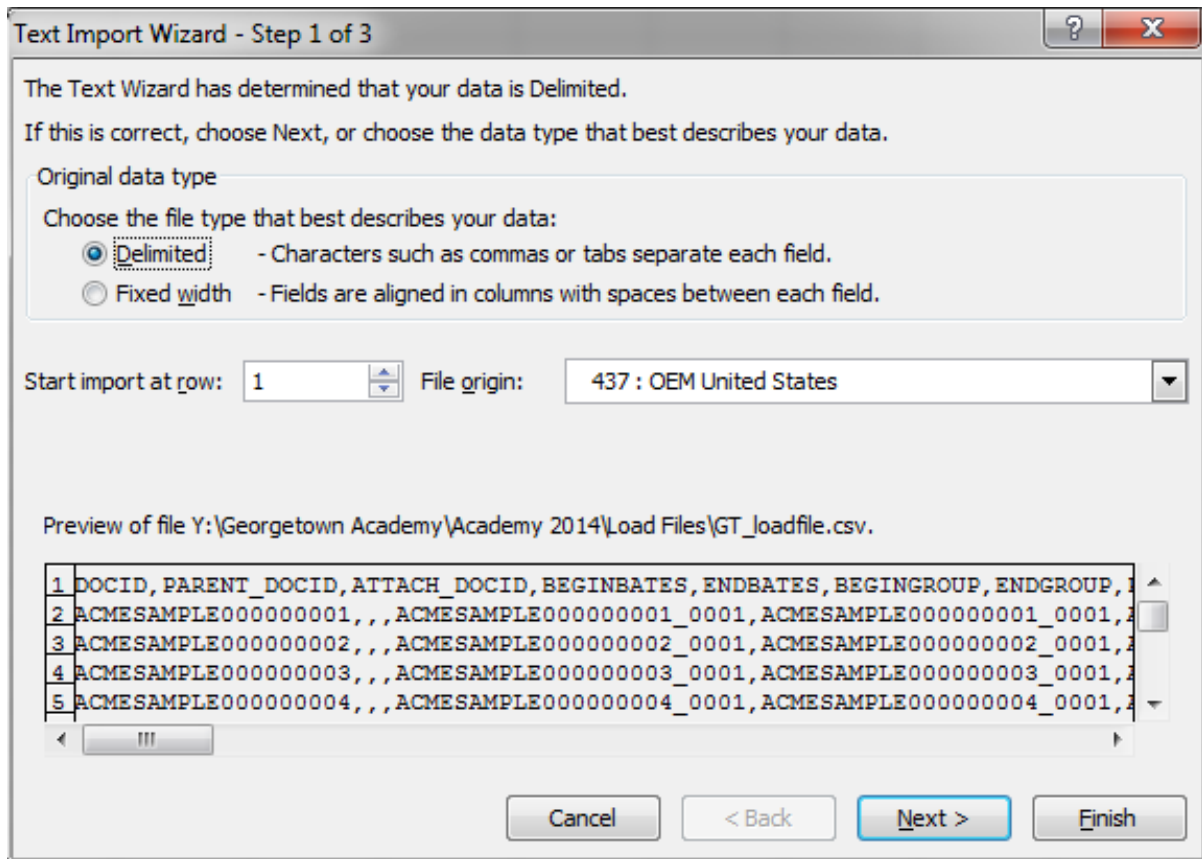 Text Import Wizard - Step 1 of 3
The Text Wizard has determined that your data is Delimited.
If this is correct, choose Next, or choose the data type that best describes your data.
Original data type
Choose the file type that best describes your data:
Delimited - Characters such as commas or tabs separate each field.
Fixed width - Fields are aligned in columns with spaces between each field.
Start import at row: 1 File origin: 437 : OEM United States
Preview of file Y:\Georgetown Academy\Academy 2014\Load Files\GT_loadfile.csv.
1 DOCID,PARENT_DOCID,ATTACH_DOCID,BEGINBATES,ENDBATES,BEGINGROUP,ENDGROUP,
2 ACMESAMPLE000000001,,,ACMESAMPLE000000001_0001,ACMESAMPLE000000001_0001,
3 ACMESAMPLE000000002,,,ACMESAMPLE000000002_0001,ACMESAMPLE000000002_0001,
4 ACMESAMPLE000000003,,,ACMESAMPLE000000003_0001,ACMESAMPLE000000003_0001,
5 ACMESAMPLE000000004,,,ACMESAMPLE000000004_0001,ACMESAMPLE000000004_0001,
Cancel < Back Next > Finish